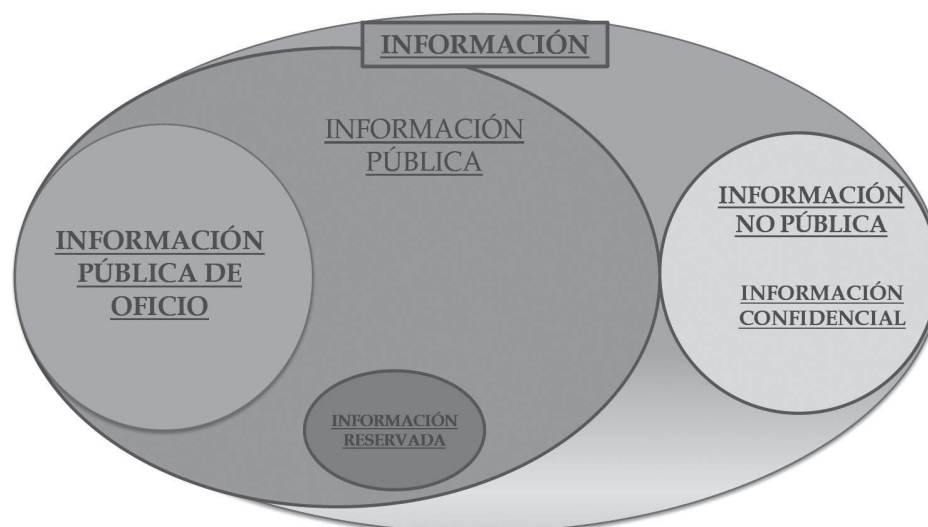 INFORMACIÓN
INFORMACIÓN
PÚBLICA
INFORMACIÓN
PÚBLICA DE
OFICIO
INFORMACIÓN
NO PÚBLICA
INFORMACIÓN
CONFIDENCIAL
INFORMACIÓN
RESERVADA